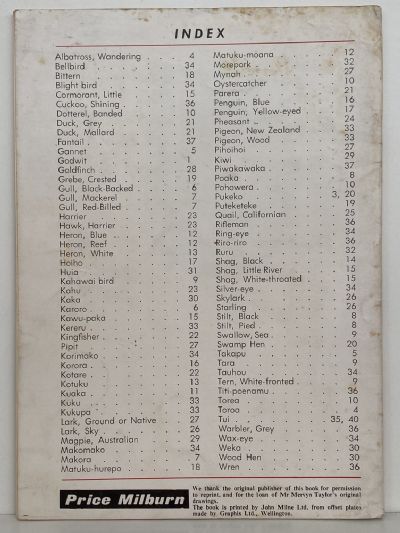 INDEX
Albatross, Wandering . . . 4
Bellbird . . . 34
Bittern . . . 18
Blight bird . . . 34
Cormorant, Little . . . 15
Cuckoo, Shining . . . 36
Dotterel, Banded . . . 10
Duck, Grey . . . 21
Duck, Mallard . . . 21
Fantail . . . 37
Gannet . . . 5
Godwit . . . 1
Goldfinch . . . 28
Grebe, Crested . . . 19
Gull, Black-Backed . . . 6
Gull, Mackerel . . . 7
Gull, Red-Billed . . . 7
Harrier . . . 23
Hawk, Harrier . . . 23
Heron, Blue . . . 12
Heron, Reef . . . 12
Heron, White . . . 13
Hoiho . . . 17
Huia . . . 31
Kahawai bird . . . 9
Kahu . . . 23
Kaka . . . 30
Karoro . . . 6
Kawu-paka . . . 15
Kereru . . . 33
Kingfisher . . . 22
Pipit . . . 27
Korimako . . . 34
Korora . . . 16
Kotare . . . 22
Kotuku . . . 13
Kuaka . . . 11
Kuku . . . 33
Kukupa . . . 33
Lark, Ground or Native . . . 27
Lark, Sky . . . 26
Magpie, Australian . . . 29
Makomako . . . 34
Makora . . . 7
Matuku-hurepo . . . 18
Matuku-moana . . . 12
Morepork . . . 32
Mynah . . . 27
Oystercatcher . . . 10
Parera . . . 21
Penguin, Blue . . . 16
Penguin, Yellow-eyed . . . 17
Pheasant . . . 24
Pigeon, New Zealand . . . 33
Pigeon, Wood . . . 33
Pihoihoi . . . 27
Kiwi . . . 29
Piwakawaka . . . 37
Poaka . . . 8
Pohowera . . . 10
Pukeko . . . 3, 20
Puteketeke . . . 19
Quail, Californian . . . 25
Rifleman . . . 36
Ring-eye . . . 34
Riro-riro . . . 36
Ruru . . . 32
Shag, Black . . . 14
Shag, Little River . . . 15
Shag, White-throated . . . 15
Silver-eye . . . 34
Skylark . . . 26
Starling . . . 26
Stilt, Black . . . 8
Stilt, Pied . . . 8
Swallow, Sea . . . 9
Swamp Hen . . . 20
Takapu . . . 5
Tara . . . 9
Tauhou . . . 34
Tern, White-fronted . . . 9
Titi-poenamu . . . 36
Torea . . . 10
Toroa . . . 4
Tui . . . 35, 40
Warbler, Grey . . . 36
Wax-eye . . . 34
Weka . . . 30
Wood Hen . . . 30
Wren . . . 36
Price Milburn
We thank the original publisher of this book for permission
to reprint, and for the loan of Mr Mervyn Taylor's original
drawings.
The book is printed by John Milne Ltd. from offset plates
made by Graphis Ltd., Wellington.